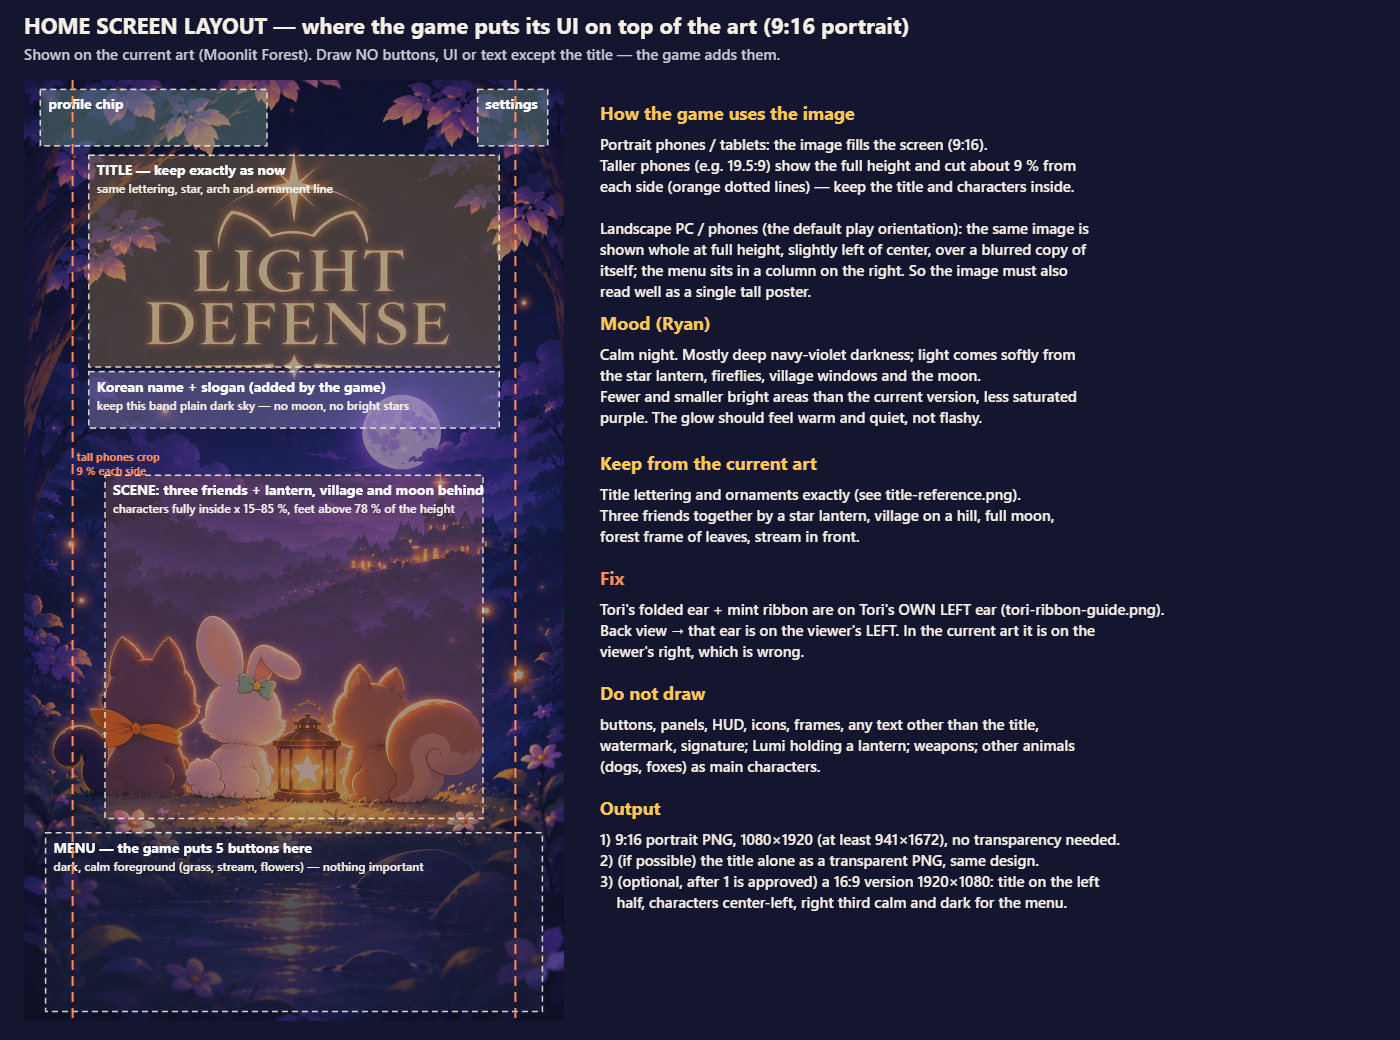 HOME SCREEN LAYOUT — where the game puts its UI on top of the art (9:16 portrait)
Shown on the current art (Moonlit Forest). Draw NO buttons, UI or text except the title — the game adds them.
profile chip
settings
TITLE — keep exactly as now
same lettering, star, arch and ornament line
LIGHT
DEFENSE
Korean name + slogan (added by the game)
keep this band plain dark sky — no moon, no bright stars
tall phones crop
9 % each side
SCENE: three friends + lantern, village and moon behind
characters fully inside x 15–85 %, feet above 78 % of the height
MENU — the game puts 5 buttons here
dark, calm foreground (grass, stream, flowers) — nothing important
How the game uses the image
Portrait phones / tablets: the image fills the screen (9:16).
Taller phones (e.g. 19.5:9) show the full height and cut about 9 % from
each side (orange dotted lines) — keep the title and characters inside.
Landscape PC / phones (the default play orientation): the same image is
shown whole at full height, slightly left of center, over a blurred copy of
itself; the menu sits in a column on the right. So the image must also
read well as a single tall poster.
Mood (Ryan)
Calm night. Mostly deep navy-violet darkness; light comes softly from
the star lantern, fireflies, village windows and the moon.
Fewer and smaller bright areas than the current version, less saturated
purple. The glow should feel warm and quiet, not flashy.
Keep from the current art
Title lettering and ornaments exactly (see title-reference.png).
Three friends together by a star lantern, village on a hill, full moon,
forest frame of leaves, stream in front.
Fix
Tori's folded ear + mint ribbon are on Tori's OWN LEFT ear (tori-ribbon-guide.png).
Back view → that ear is on the viewer's LEFT. In the current art it is on the
viewer's right, which is wrong.
Do not draw
buttons, panels, HUD, icons, frames, any text other than the title,
watermark, signature; Lumi holding a lantern; weapons; other animals
(dogs, foxes) as main characters.
Output
1) 9:16 portrait PNG, 1080×1920 (at least 941×1672), no transparency needed.
2) (if possible) the title alone as a transparent PNG, same design.
3) (optional, after 1 is approved) a 16:9 version 1920×1080: title on the left
half, characters center-left, right third calm and dark for the menu.